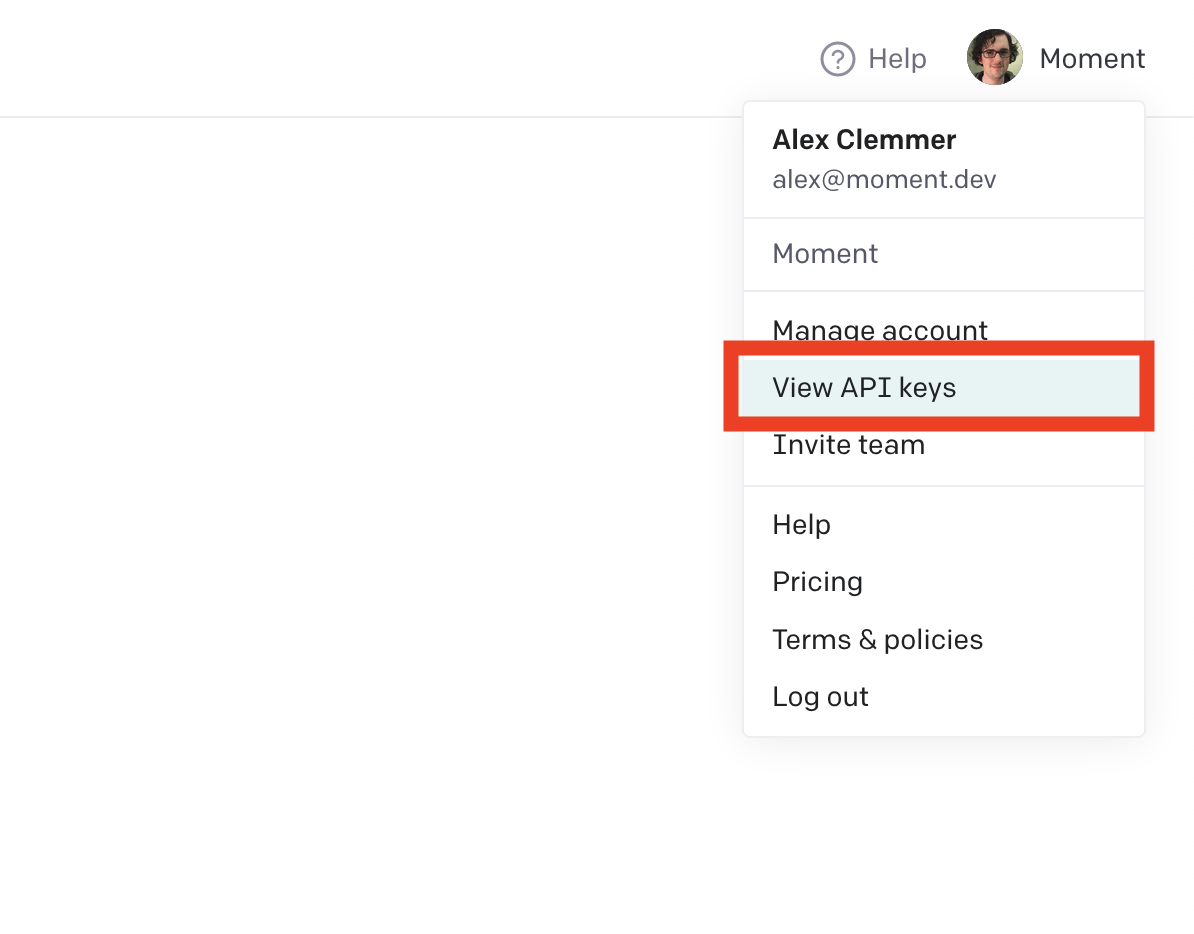 Help Moment
Alex Clemmer
alex@moment.dev
Moment
Manage account
View API keys
Invite team
Help
Pricing
Terms & policies
Log out